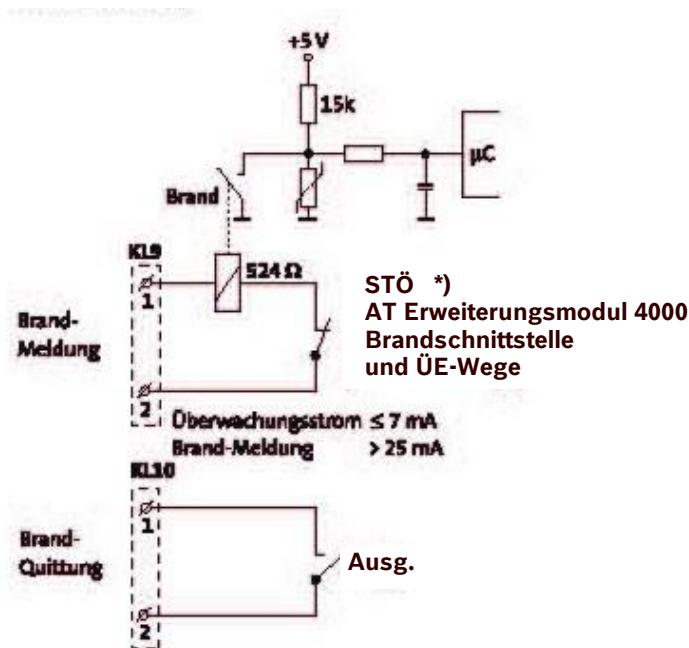 +5 V
15k
µC
Brand
KL9
524 Ω
1
STÖ *)
AT Erweiterungsmodul 4000
Brandschnittstelle
und ÜE-Wege
Brand-
Meldung
2
Überwachungsstrom ≤ 7 mA
Brand-Meldung > 25 mA
KL10
1
Brand-
Quittung
Ausg.
2